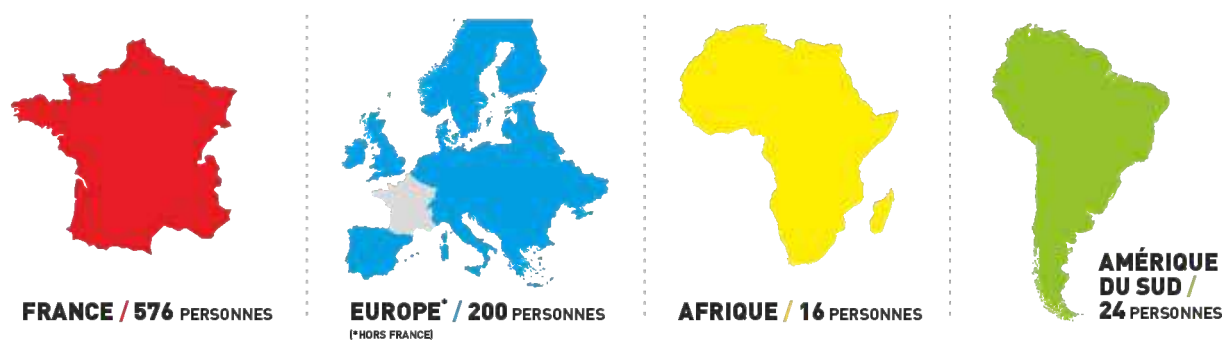 FRANCE / 576 PERSONNES
EUROPE* / 200 PERSONNES
(*HORS FRANCE)
AFRIQUE / 16 PERSONNES
AMÉRIQUE
DU SUD /
24 PERSONNES